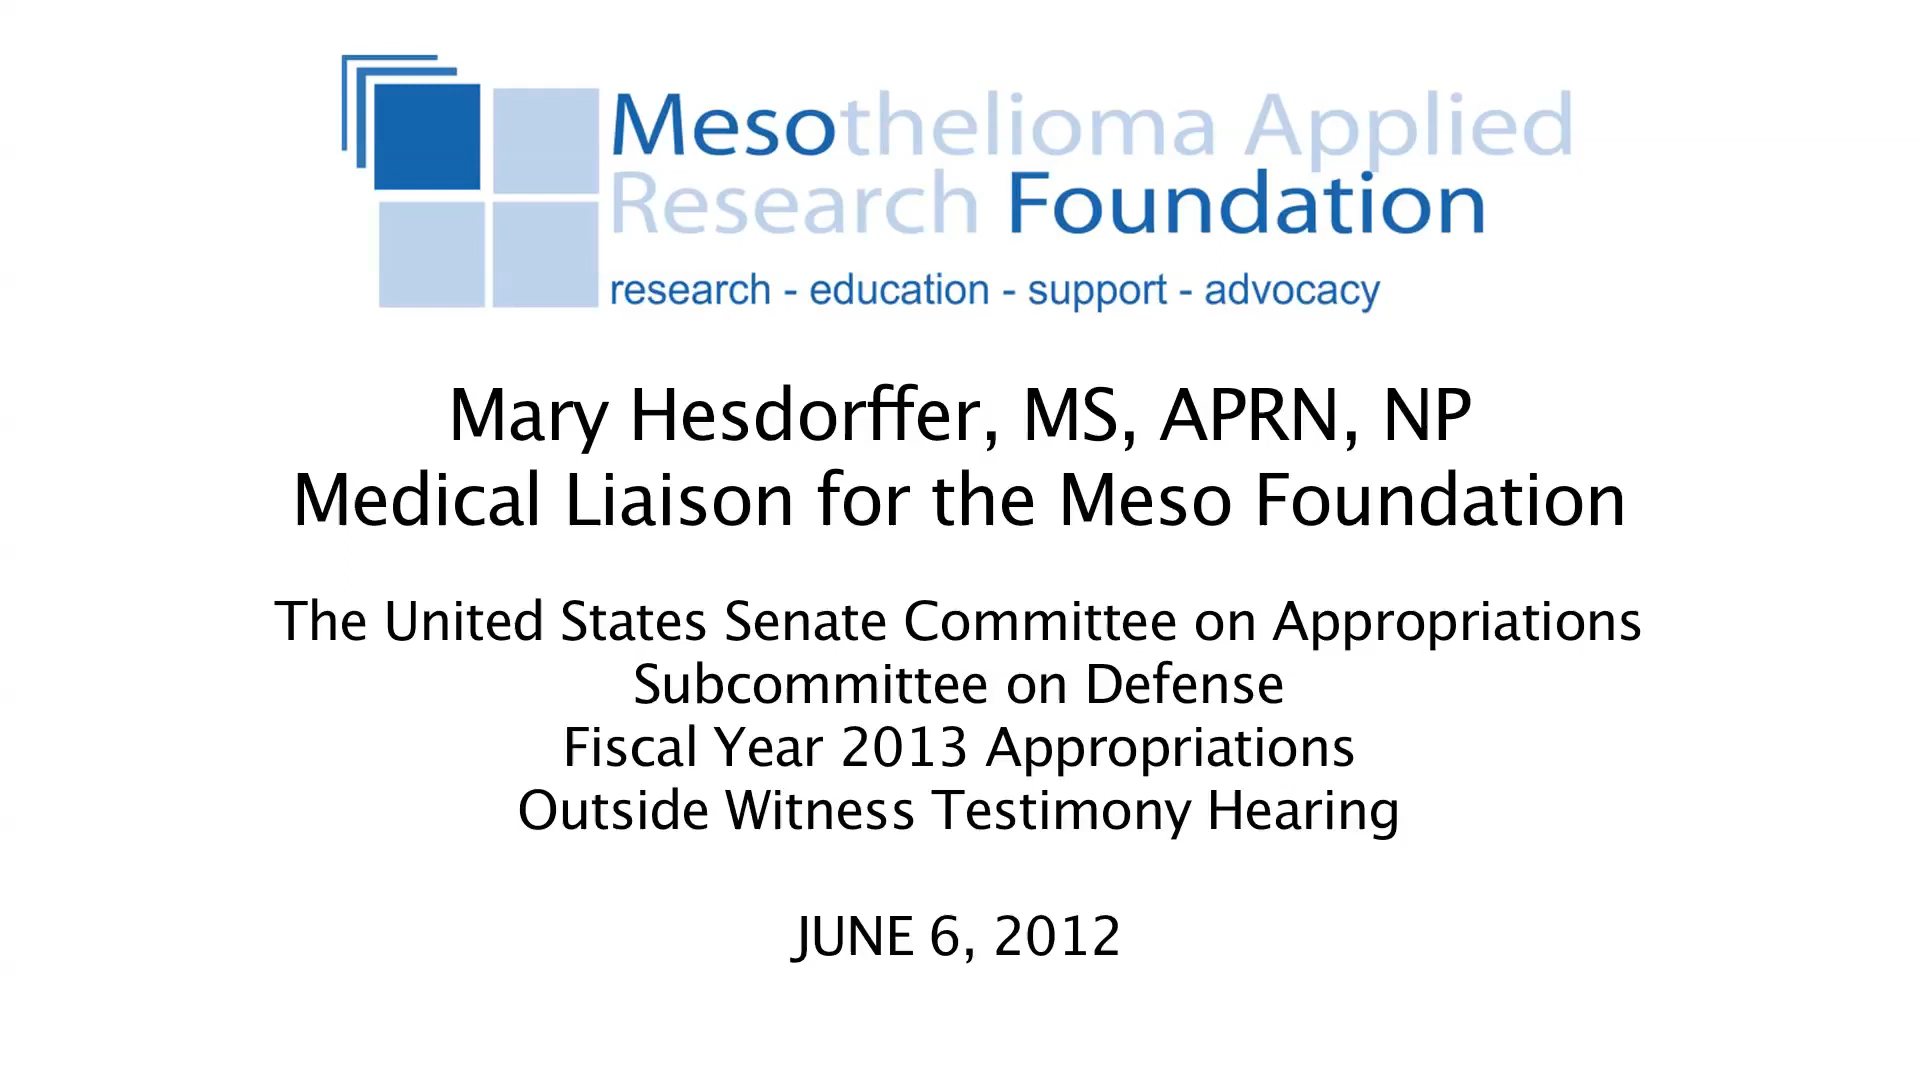 Mesothelioma Applied
Research Foundation
research - education - support - advocacy
Mary Hesdorffer, MS, APRN, NP
Medical Liaison for the Meso Foundation
The United States Senate Committee on Appropriations
Subcommittee on Defense
Fiscal Year 2013 Appropriations
Outside Witness Testimony Hearing
JUNE 6, 2012